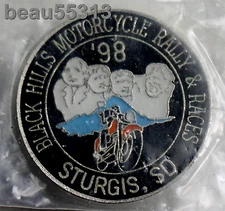 beau55313
BLACK HILLS MOTORCYCLE RALLY & RACES
'98
STURGIS, SD